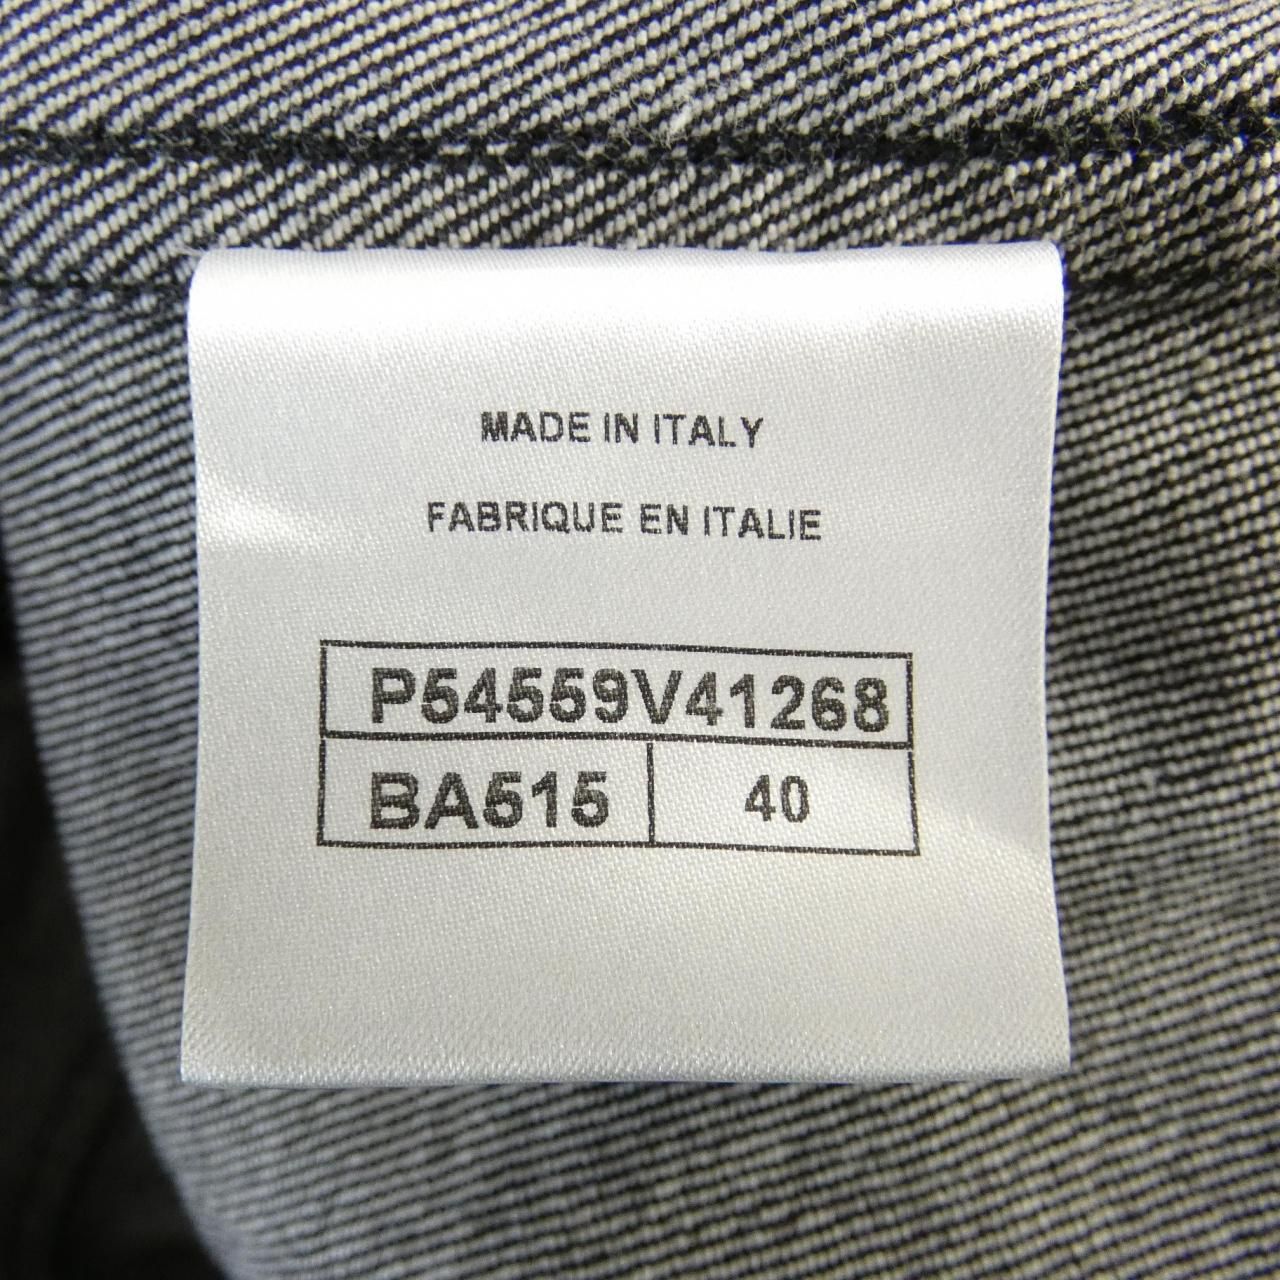 MADE IN ITALY
FABRIQUE EN ITALIE
P54559V41268
BA515 40